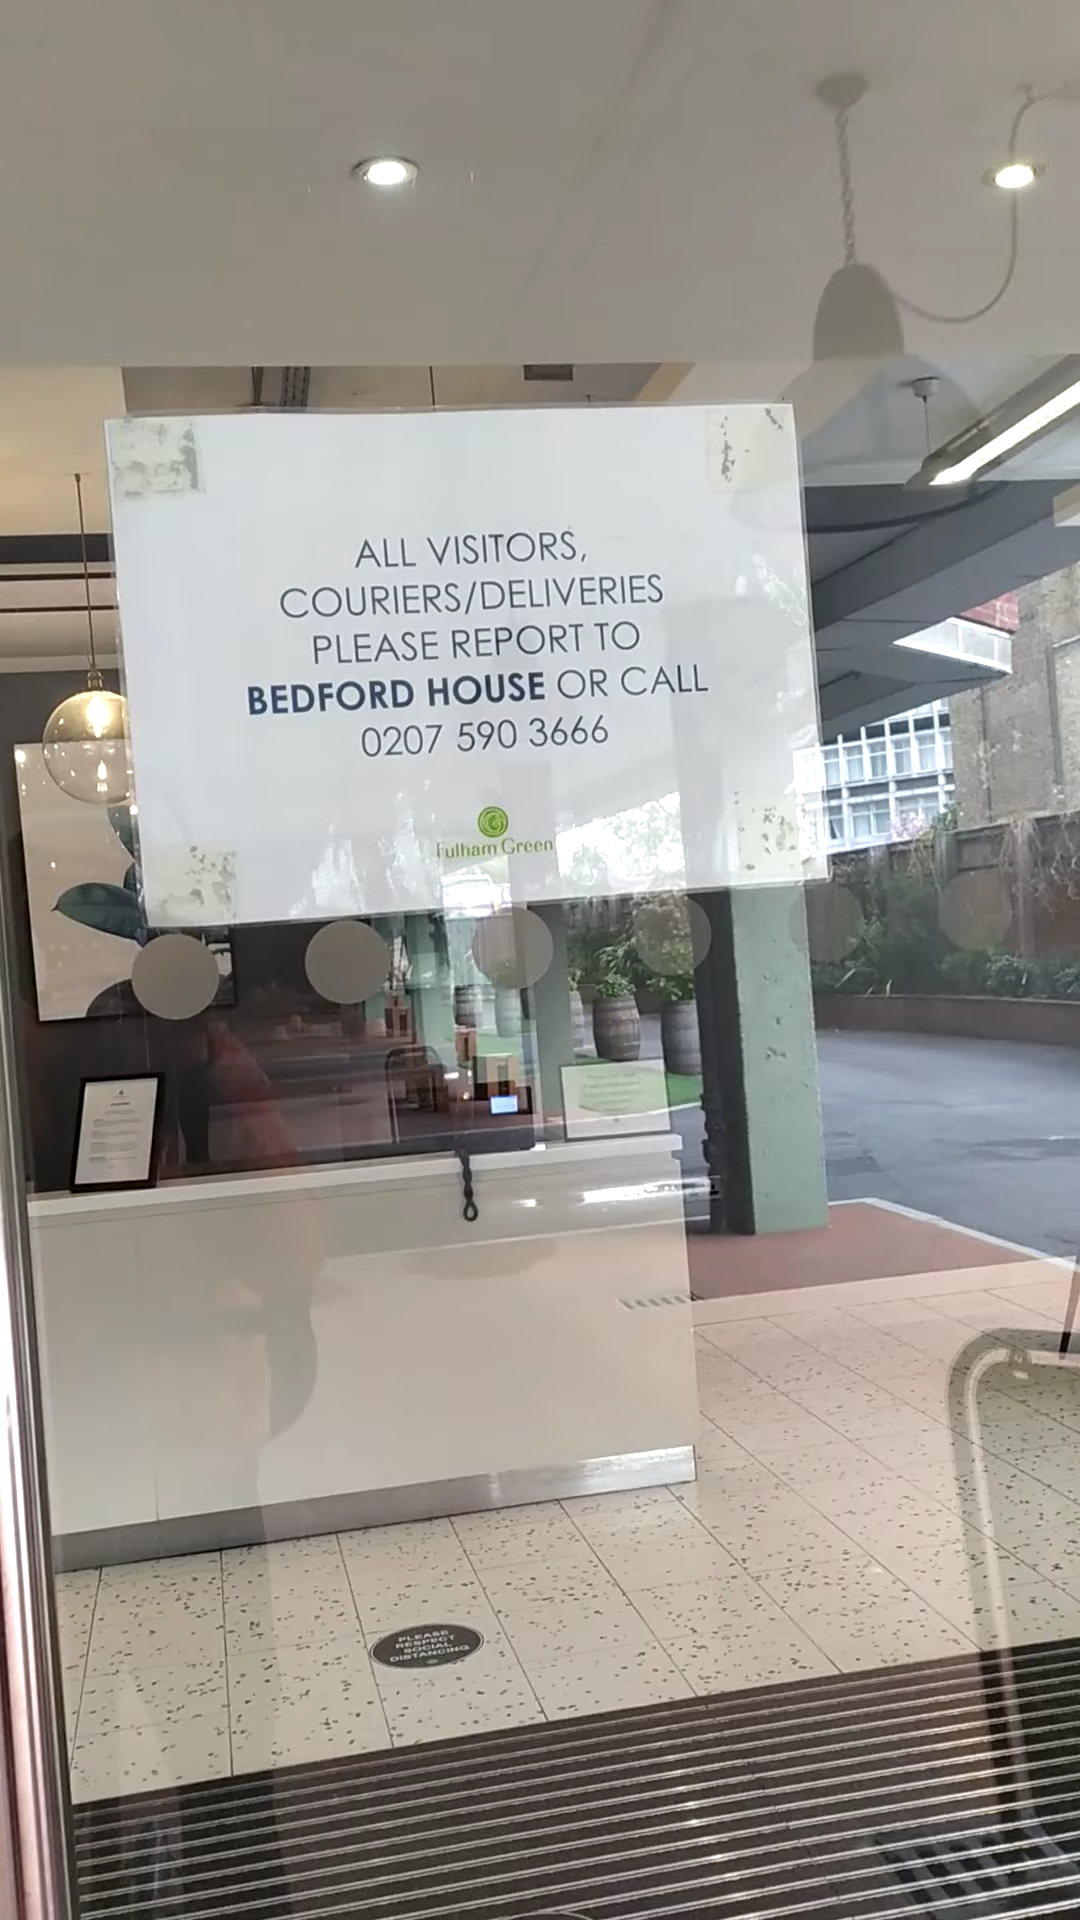 ALL VISITORS,
COURIERS/DELIVERIES
PLEASE REPORT TO
BEDFORD HOUSE OR CALL
0207 590 3666
Fulham Green
PLEASE
RESPECT
SOCIAL
DISTANCING